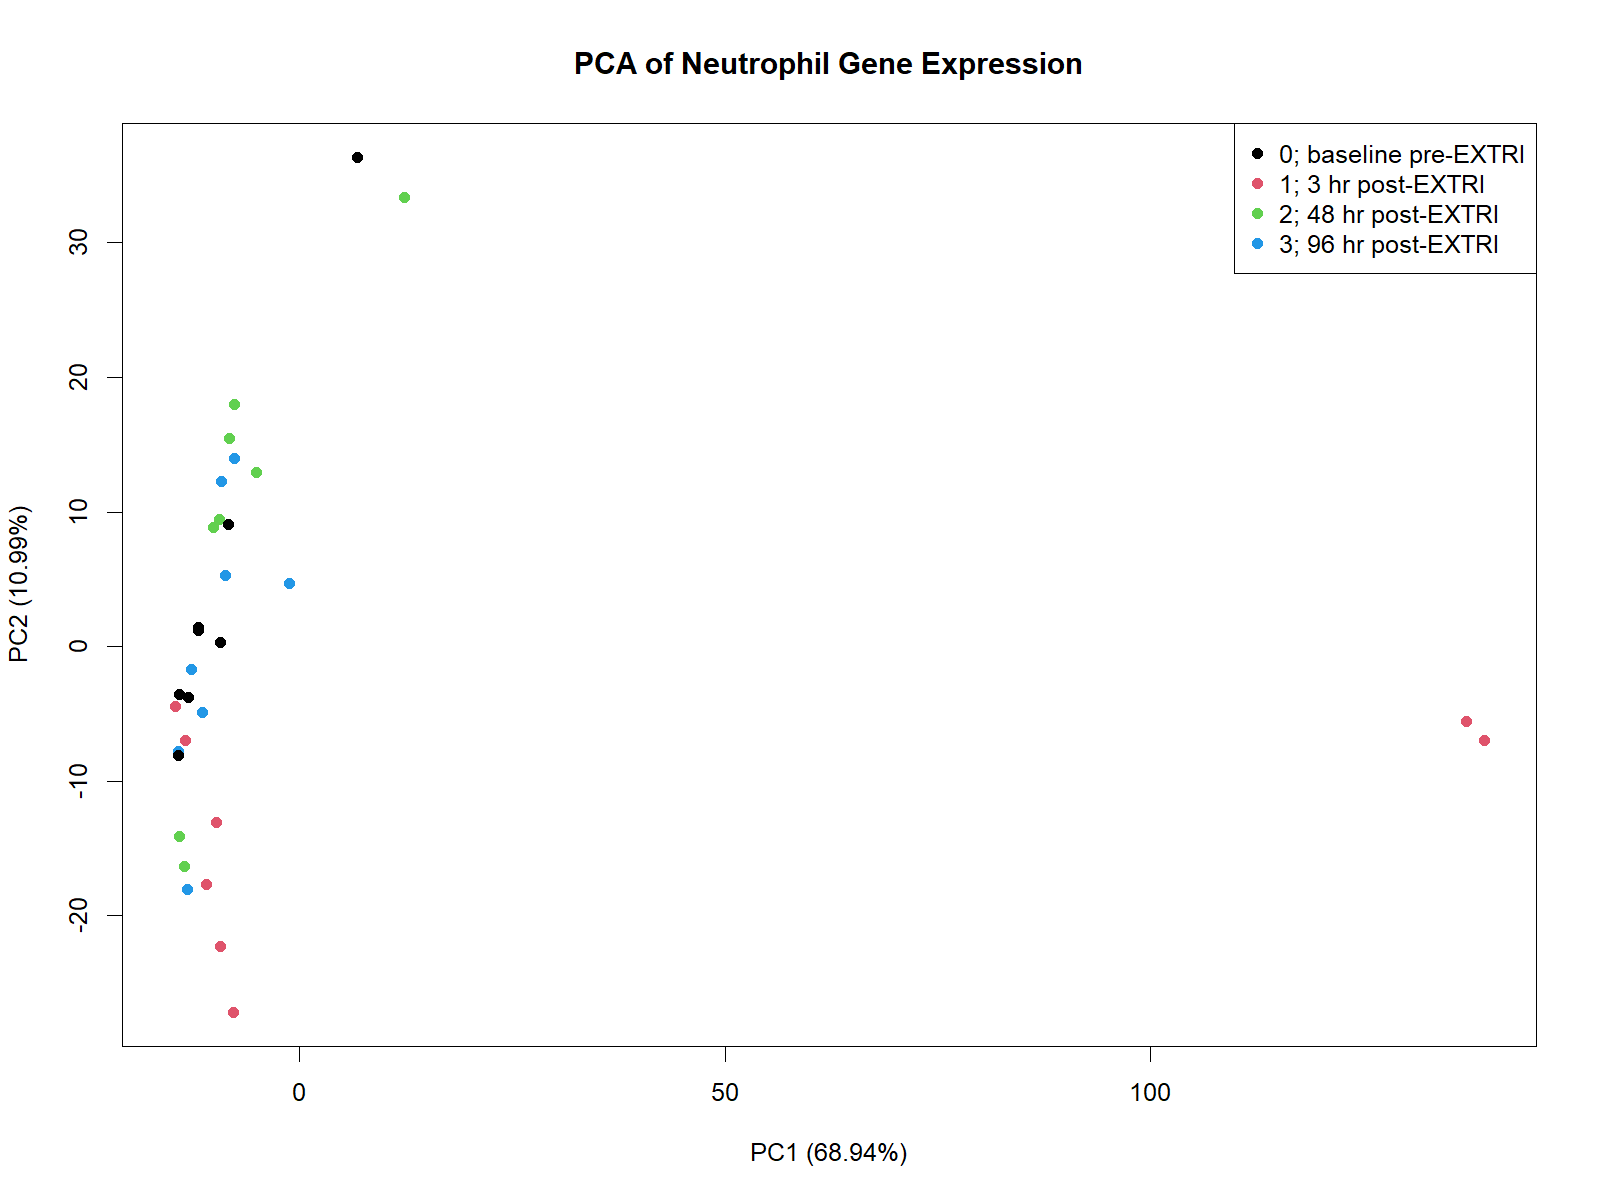 PCA of Neutrophil Gene Expression
0; baseline pre-EXTRI
1; 3 hr post-EXTRI
2; 48 hr post-EXTRI
3; 96 hr post-EXTRI
30
20
10
0
-10
-20
PC2 (10.99%)
0 50 100
PC1 (68.94%)